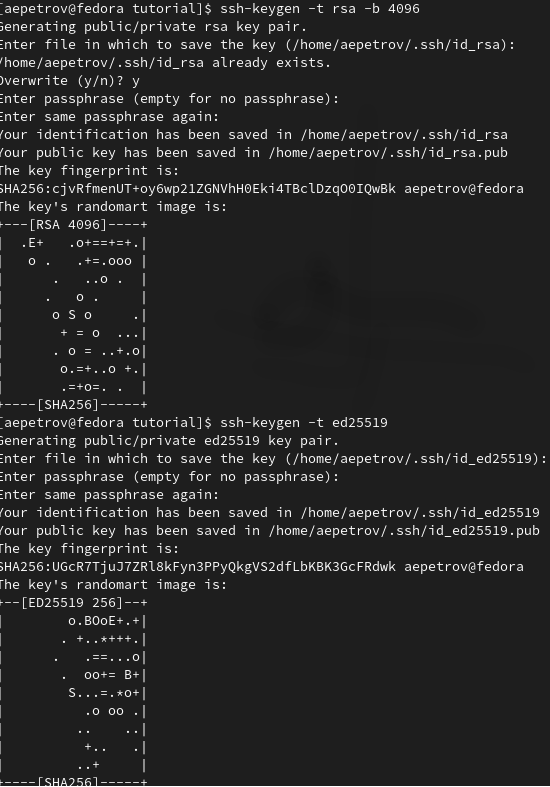 [aepetrov@fedora tutorial]$ ssh-keygen -t rsa -b 4096
Generating public/private rsa key pair.
Enter file in which to save the key (/home/aepetrov/.ssh/id_rsa):
/home/aepetrov/.ssh/id_rsa already exists.
Overwrite (y/n)? y
Enter passphrase (empty for no passphrase):
Enter same passphrase again:
Your identification has been saved in /home/aepetrov/.ssh/id_rsa
Your public key has been saved in /home/aepetrov/.ssh/id_rsa.pub
The key fingerprint is:
SHA256:cjvRfmenUT+oy6wp21ZGNVhH0Eki4TBclDzqO0IQwBk aepetrov@fedora
The key's randomart image is:
+---[RSA 4096]----+
|  .E+   .o+==+=+.|
|   o .   .+=.ooo |
|      .   ..o .  |
|     .   o .     |
|      o S o     .|
|       + = o  ...|
|      . o = ..+.o|
|       o.=+..o +.|
|       .=+o=. .  |
+----[SHA256]-----+
[aepetrov@fedora tutorial]$ ssh-keygen -t ed25519
Generating public/private ed25519 key pair.
Enter file in which to save the key (/home/aepetrov/.ssh/id_ed25519):
Enter passphrase (empty for no passphrase):
Enter same passphrase again:
Your identification has been saved in /home/aepetrov/.ssh/id_ed25519
Your public key has been saved in /home/aepetrov/.ssh/id_ed25519.pub
The key fingerprint is:
SHA256:UGcR7TjuJ7ZRl8kFyn3PPyQkgVS2dfLbKBK3GcFRdwk aepetrov@fedora
The key's randomart image is:
+--[ED25519 256]--+
|        o.BOoE+.+|
|       . +..*+++.|
|      .   .==...o|
|       .  oo+= B+|
|        S...=.*o+|
|          .o oo .|
|         ..    ..|
|          +..   .|
|         ..+     |
+----[SHA256]-----+